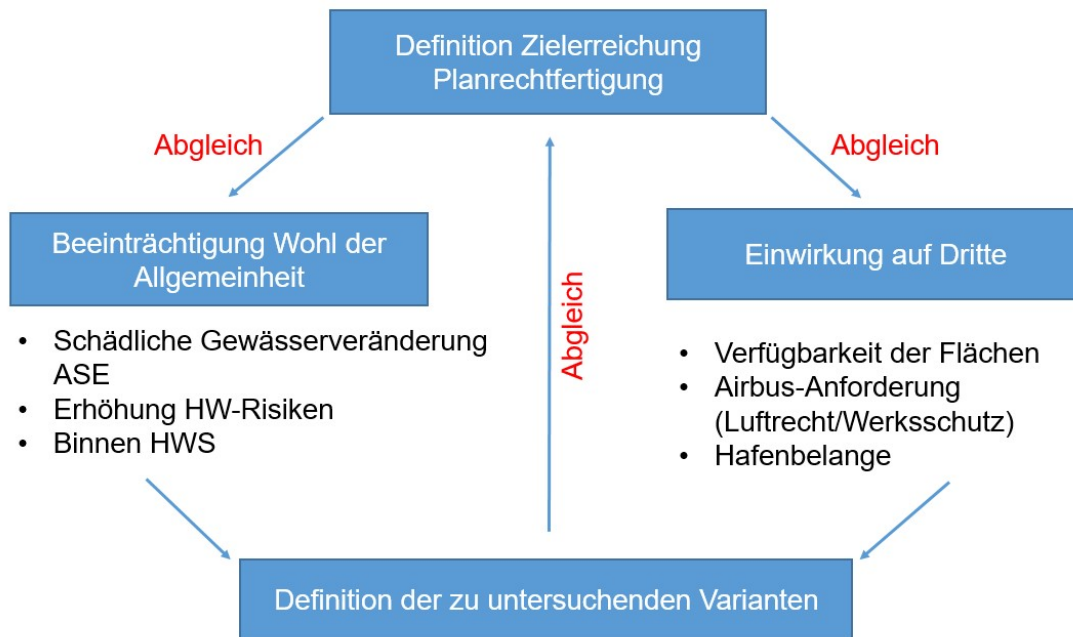 Definition Zielerreichung
Planrechtfertigung
Abgleich
Abgleich
Beeinträchtigung Wohl der
Allgemeinheit
• Schädliche Gewässerveränderung
ASE
• Erhöhung HW-Risiken
• Binnen HWS
Abgleich
Einwirkung auf Dritte
• Verfügbarkeit der Flächen
• Airbus-Anforderung
(Luftrecht/Werksschutz)
• Hafenbelange
Definition der zu untersuchenden Varianten